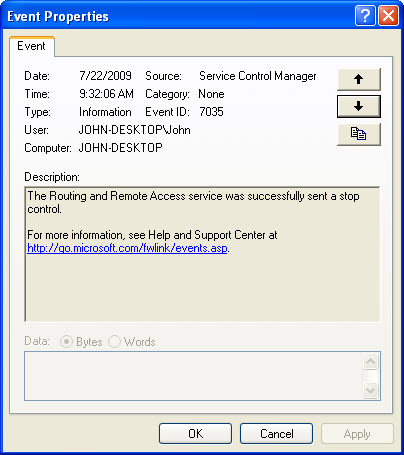 Event Properties
Event
Date: 7/22/2009 Source: Service Control Manager
Time: 9:32:06 AM Category: None
Type: Information Event ID: 7035
User: JOHN-DESKTOP\John
Computer: JOHN-DESKTOP
Description:
The Routing and Remote Access service was successfully sent a stop
control.
For more information, see Help and Support Center at
http://go.microsoft.com/fwlink/events.asp.
Data: Bytes Words
OK Cancel Apply